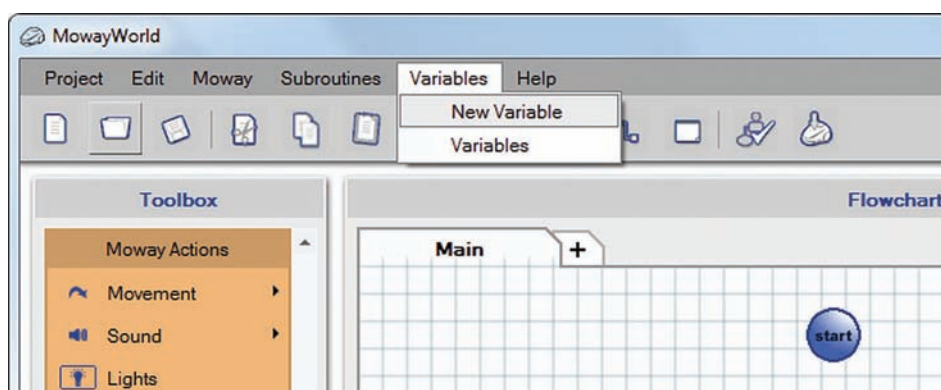 MowayWorld
Project Edit Moway Subroutines Variables Help
New Variable
Variables
Toolbox
Flowchart
Moway Actions
Main +
Movement
Sound
start
Lights